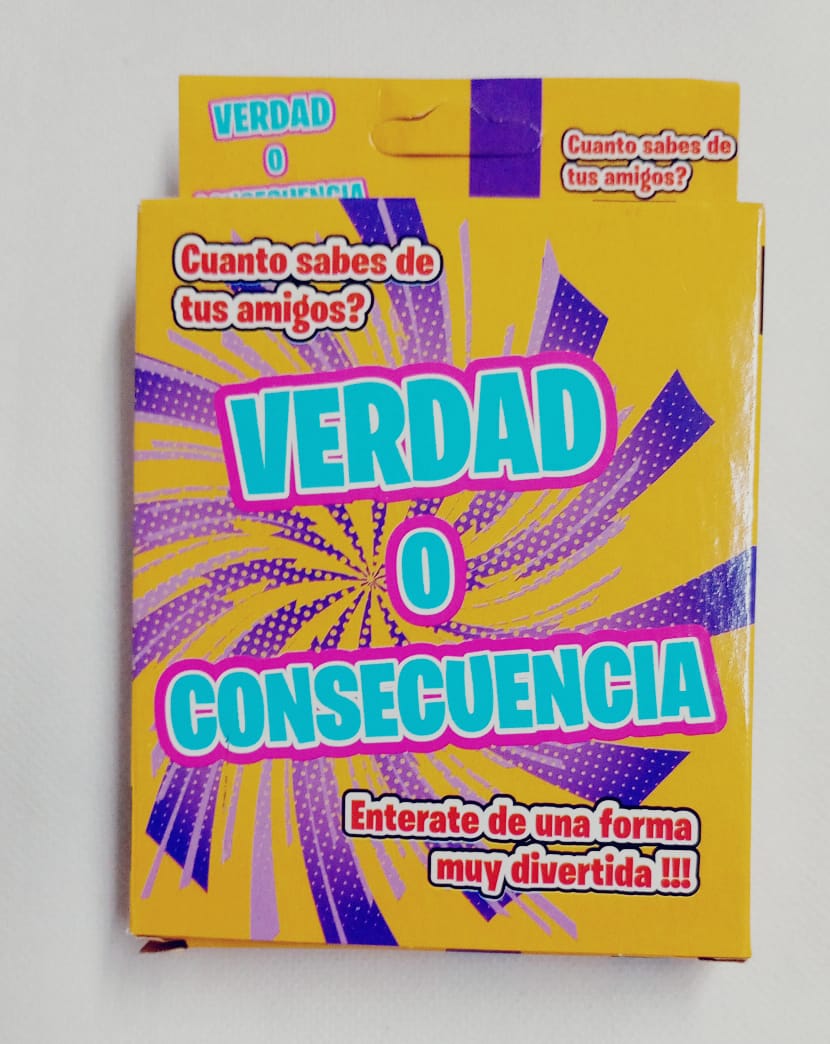 VERDAD
O
CONSECUENCIA
Cuanto sabes de
tus amigos?
Cuanto sabes de
tus amigos?
VERDAD
O
CONSECUENCIA
Enterate de una forma
muy divertida !!!